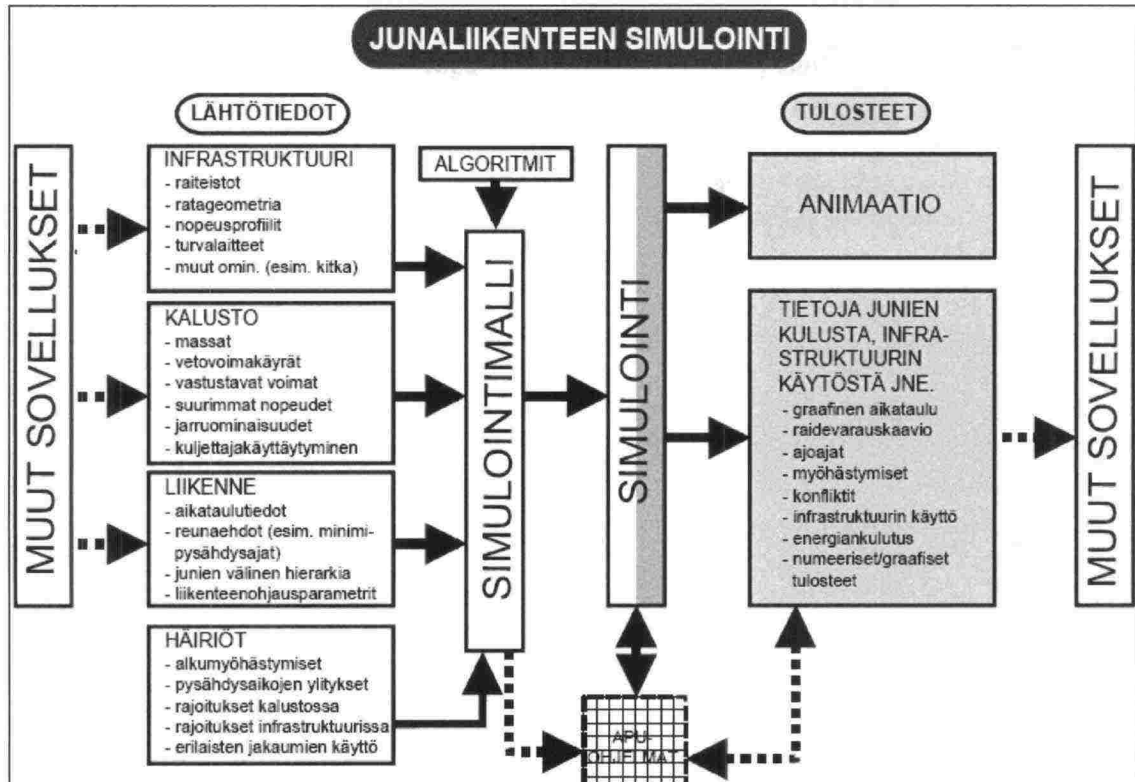 JUNALIIKENTEEN SIMULOINTI
LÄHTÖTIEDOT
TULOSTEET
MUUT SOVELLUKSET
INFRASTRUKTUURI
- raiteistot
- ratageometria
- nopeusprofiilit
- turvalaitteet
- muut omin. (esim. kitka)
KALUSTO
- massat
- vetovoimakäyrät
- vastustavat voimat
- suurimmat nopeudet
- jarruominaisuudet
- kuljettajakäyttäytyminen
LIIKENNE
- aikataulutiedot
- reunaehdot (esim. minimi-
pysähdysajat)
- junien välinen hierarkia
- liikenteenohjausparametrit
HÄIRIÖT
- alkumyöhästymiset
- pysähdysaikojen ylitykset
- rajoitukset kalustossa
- rajoitukset infrastruktuurissa
- erilaisten jakaumien käyttö
ALGORITMIT
SIMULOINTIMALLI
SIMULOINTI
APU-
OHJELMAT
ANIMAATIO
TIETOJA JUNIEN
KULUSTA, INFRA-
STRUKTUURIN
KÄYTÖSTÄ JNE.
- graafinen aikataulu
- raidevarauskaavio
- ajoajat
- myöhästymiset
- konfliktit
- infrastruktuurin käyttö
- energiankulutus
- numeeriset/graafiset
tulosteet
MUUT SOVELLUKSET